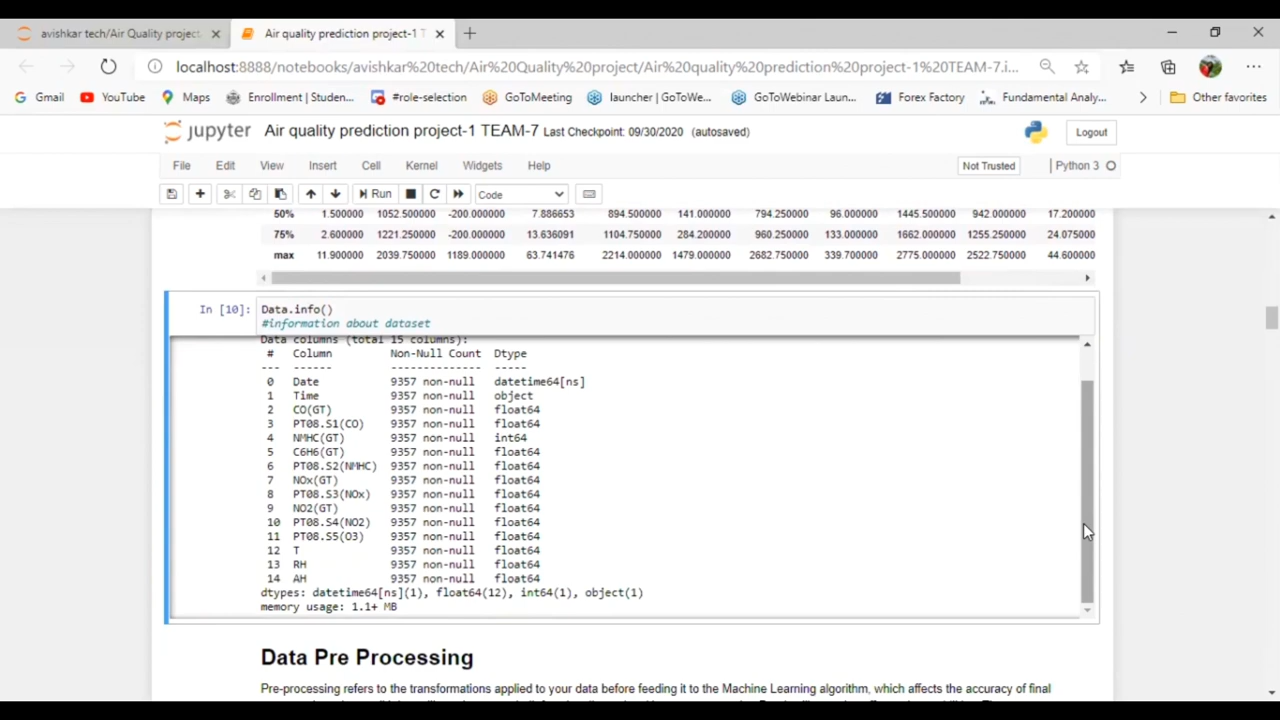 avishkar tech/Air Quality project
Air quality prediction project-1 T
localhost:8888/notebooks/avishkar%20tech/Air%20Quality%20project/Air%20quality%20prediction%20project-1%20TEAM-7.i...
Gmail YouTube Maps Enrollment | Studen... #role-selection GoToMeeting launcher | GoToWe... GoToWebinar Laun... Forex Factory Fundamental Analy... Other favorites
jupyter Air quality prediction project-1 TEAM-7 Last Checkpoint: 09/30/2020 (autosaved) Logout
File Edit View Insert Cell Kernel Widgets Help Not Trusted Python 3
Run Code
50% 1.500000 1052.500000 -200.000000 7.886653 894.500000 141.000000 794.250000 96.000000 1445.500000 942.000000 17.200000
75% 2.600000 1221.250000 -200.000000 13.636091 1104.750000 284.200000 960.250000 133.000000 1662.000000 1255.250000 24.075000
max 11.900000 2039.750000 1189.000000 63.741476 2214.000000 1479.000000 2682.750000 339.700000 2775.000000 2522.750000 44.600000
In [10]: Data.info()
#information about dataset
Data columns (total 15 columns):
# Column Non-Null Count Dtype
--- ------ -------------- -----
0 Date 9357 non-null datetime64[ns]
1 Time 9357 non-null object
2 CO(GT) 9357 non-null float64
3 PT08.S1(CO) 9357 non-null float64
4 NMHC(GT) 9357 non-null int64
5 C6H6(GT) 9357 non-null float64
6 PT08.S2(NMHC) 9357 non-null float64
7 NOx(GT) 9357 non-null float64
8 PT08.S3(NOx) 9357 non-null float64
9 NO2(GT) 9357 non-null float64
10 PT08.S4(NO2) 9357 non-null float64
11 PT08.S5(O3) 9357 non-null float64
12 T 9357 non-null float64
13 RH 9357 non-null float64
14 AH 9357 non-null float64
dtypes: datetime64[ns](1), float64(12), int64(1), object(1)
memory usage: 1.1+ MB
Data Pre Processing
Pre-processing refers to the transformations applied to your data before feeding it to the Machine Learning algorithm, which affects the accuracy of final